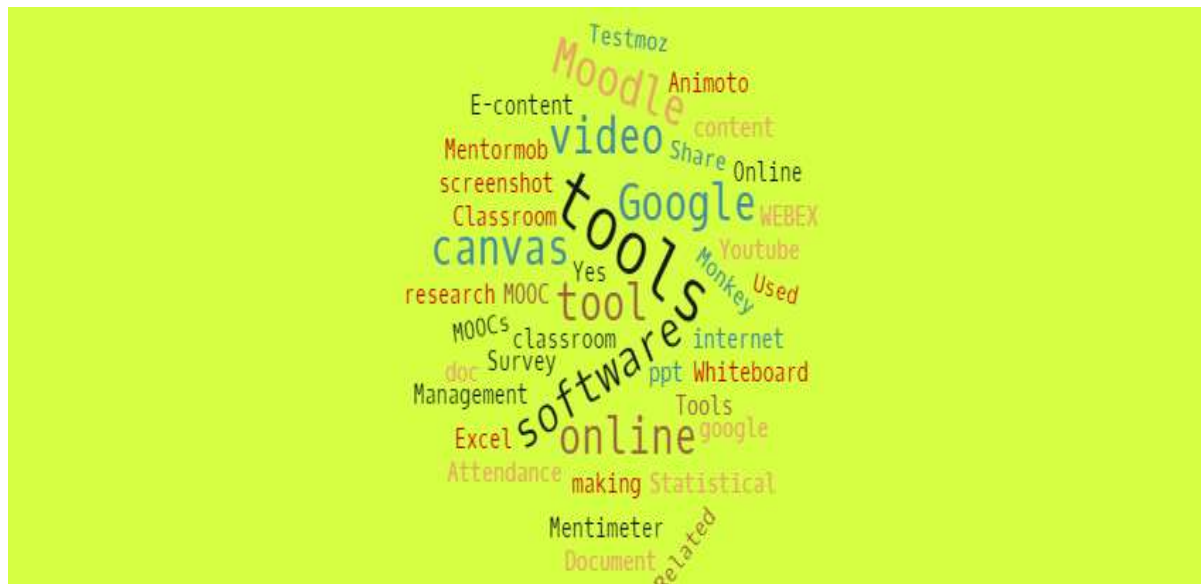 Testmoz
Moodle
Animoto
E-content
content
video
Mentormob
Share
Online
screenshot
tools
Google
Classroom
WEBEX
canvas
Youtube
Yes
Monkey
Used
research
MOOC
tool
MOOCs
classroom
software
internet
Survey
doc
ppt
Whiteboard
Management
Tools
google
Excel
online
Attendance
making
Statistical
Mentimeter
Document
Related